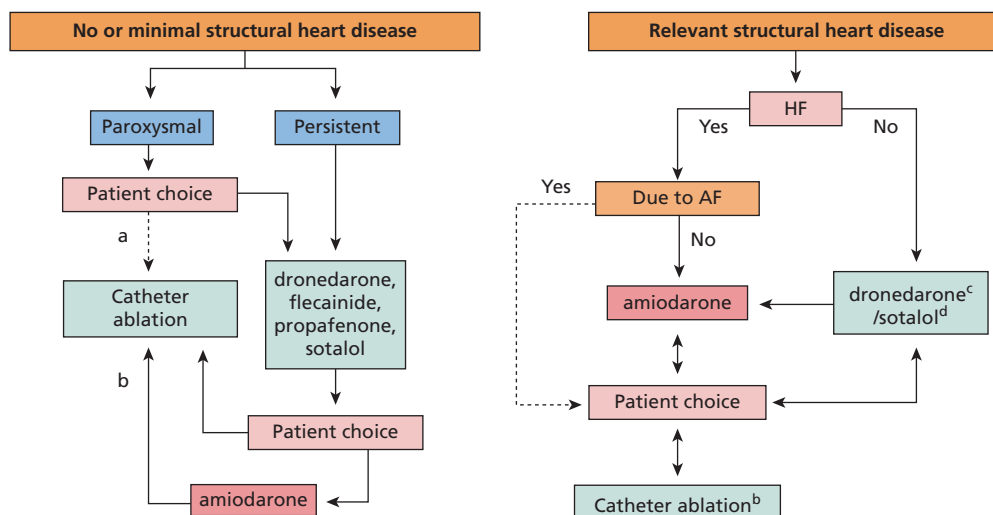 No or minimal structural heart disease
Paroxysmal
Persistent
Patient choice
a
Catheter
ablation
dronedarone,
flecainide,
propafenone,
sotalol
b
Patient choice
amiodarone
Relevant structural heart disease
HF
Yes
No
Yes
Due to AF
No
amiodarone
dronedaroneᶜ
/sotalolᵈ
Patient choice
Catheter ablationᵇ